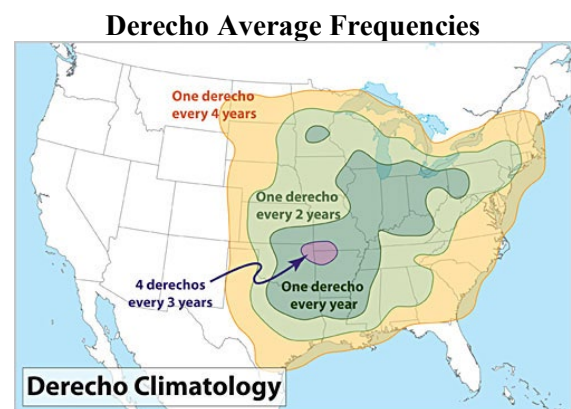 Derecho Average Frequencies
One derecho
every 4 years
One derecho
every 2 years
4 derechos
every 3 years
One derecho
every year
Derecho Climatology